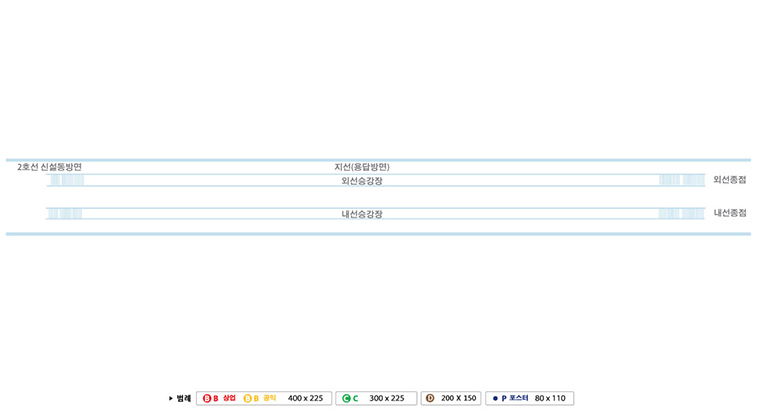 2호선 신설동방면
지선(용답방면)
외선승강장
외선종점
내선승강장
내선종점
▶ 범례 B B 상업 B B 공익 400 x 225 C C 300 x 225 D 200 X 150 ● P 포스터 80 x 110